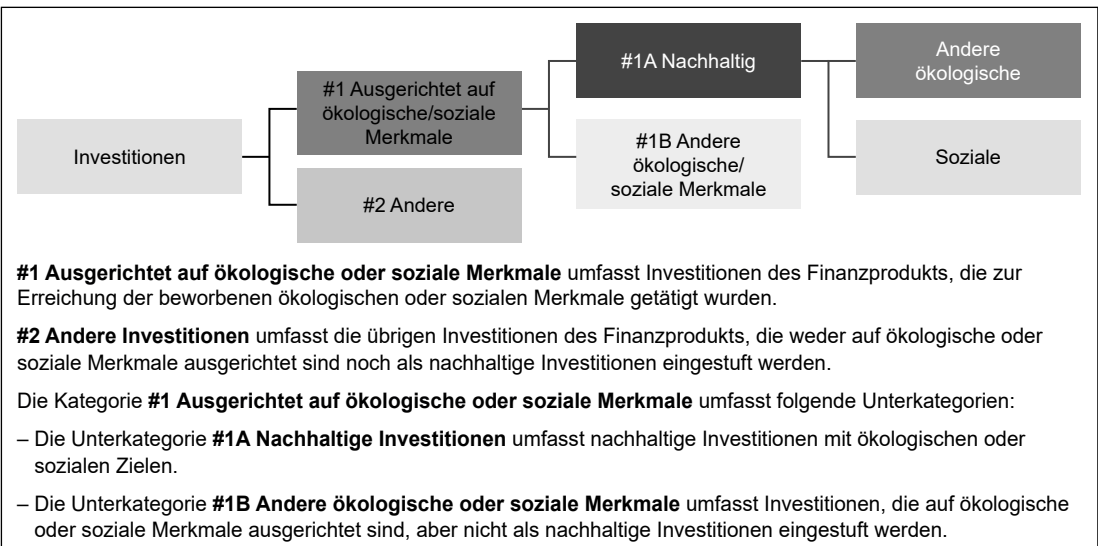 Investitionen
#1 Ausgerichtet auf
ökologische/soziale
Merkmale
#2 Andere
#1A Nachhaltig
#1B Andere
ökologische/
soziale Merkmale
Andere
ökologische
Soziale
#1 Ausgerichtet auf ökologische oder soziale Merkmale umfasst Investitionen des Finanzprodukts, die zur
Erreichung der beworbenen ökologischen oder sozialen Merkmale getätigt wurden.
#2 Andere Investitionen umfasst die übrigen Investitionen des Finanzprodukts, die weder auf ökologische oder
soziale Merkmale ausgerichtet sind noch als nachhaltige Investitionen eingestuft werden.
Die Kategorie #1 Ausgerichtet auf ökologische oder soziale Merkmale umfasst folgende Unterkategorien:
– Die Unterkategorie #1A Nachhaltige Investitionen umfasst nachhaltige Investitionen mit ökologischen oder
sozialen Zielen.
– Die Unterkategorie #1B Andere ökologische oder soziale Merkmale umfasst Investitionen, die auf ökologische
oder soziale Merkmale ausgerichtet sind, aber nicht als nachhaltige Investitionen eingestuft werden.